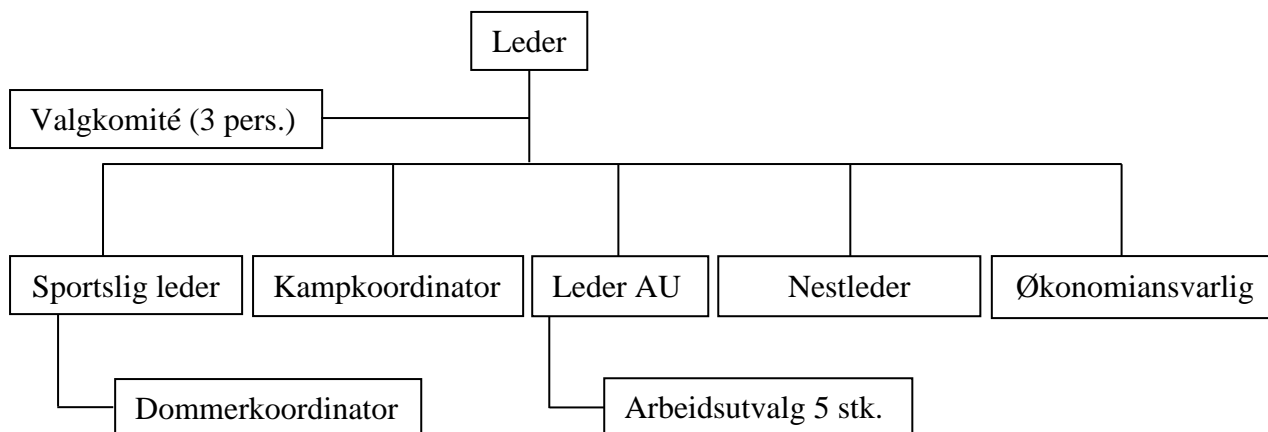 Leder
Valgkomité (3 pers.)
Sportslig leder
Kampkoordinator
Leder AU
Nestleder
Økonomiansvarlig
Dommerkoordinator
Arbeidsutvalg 5 stk.